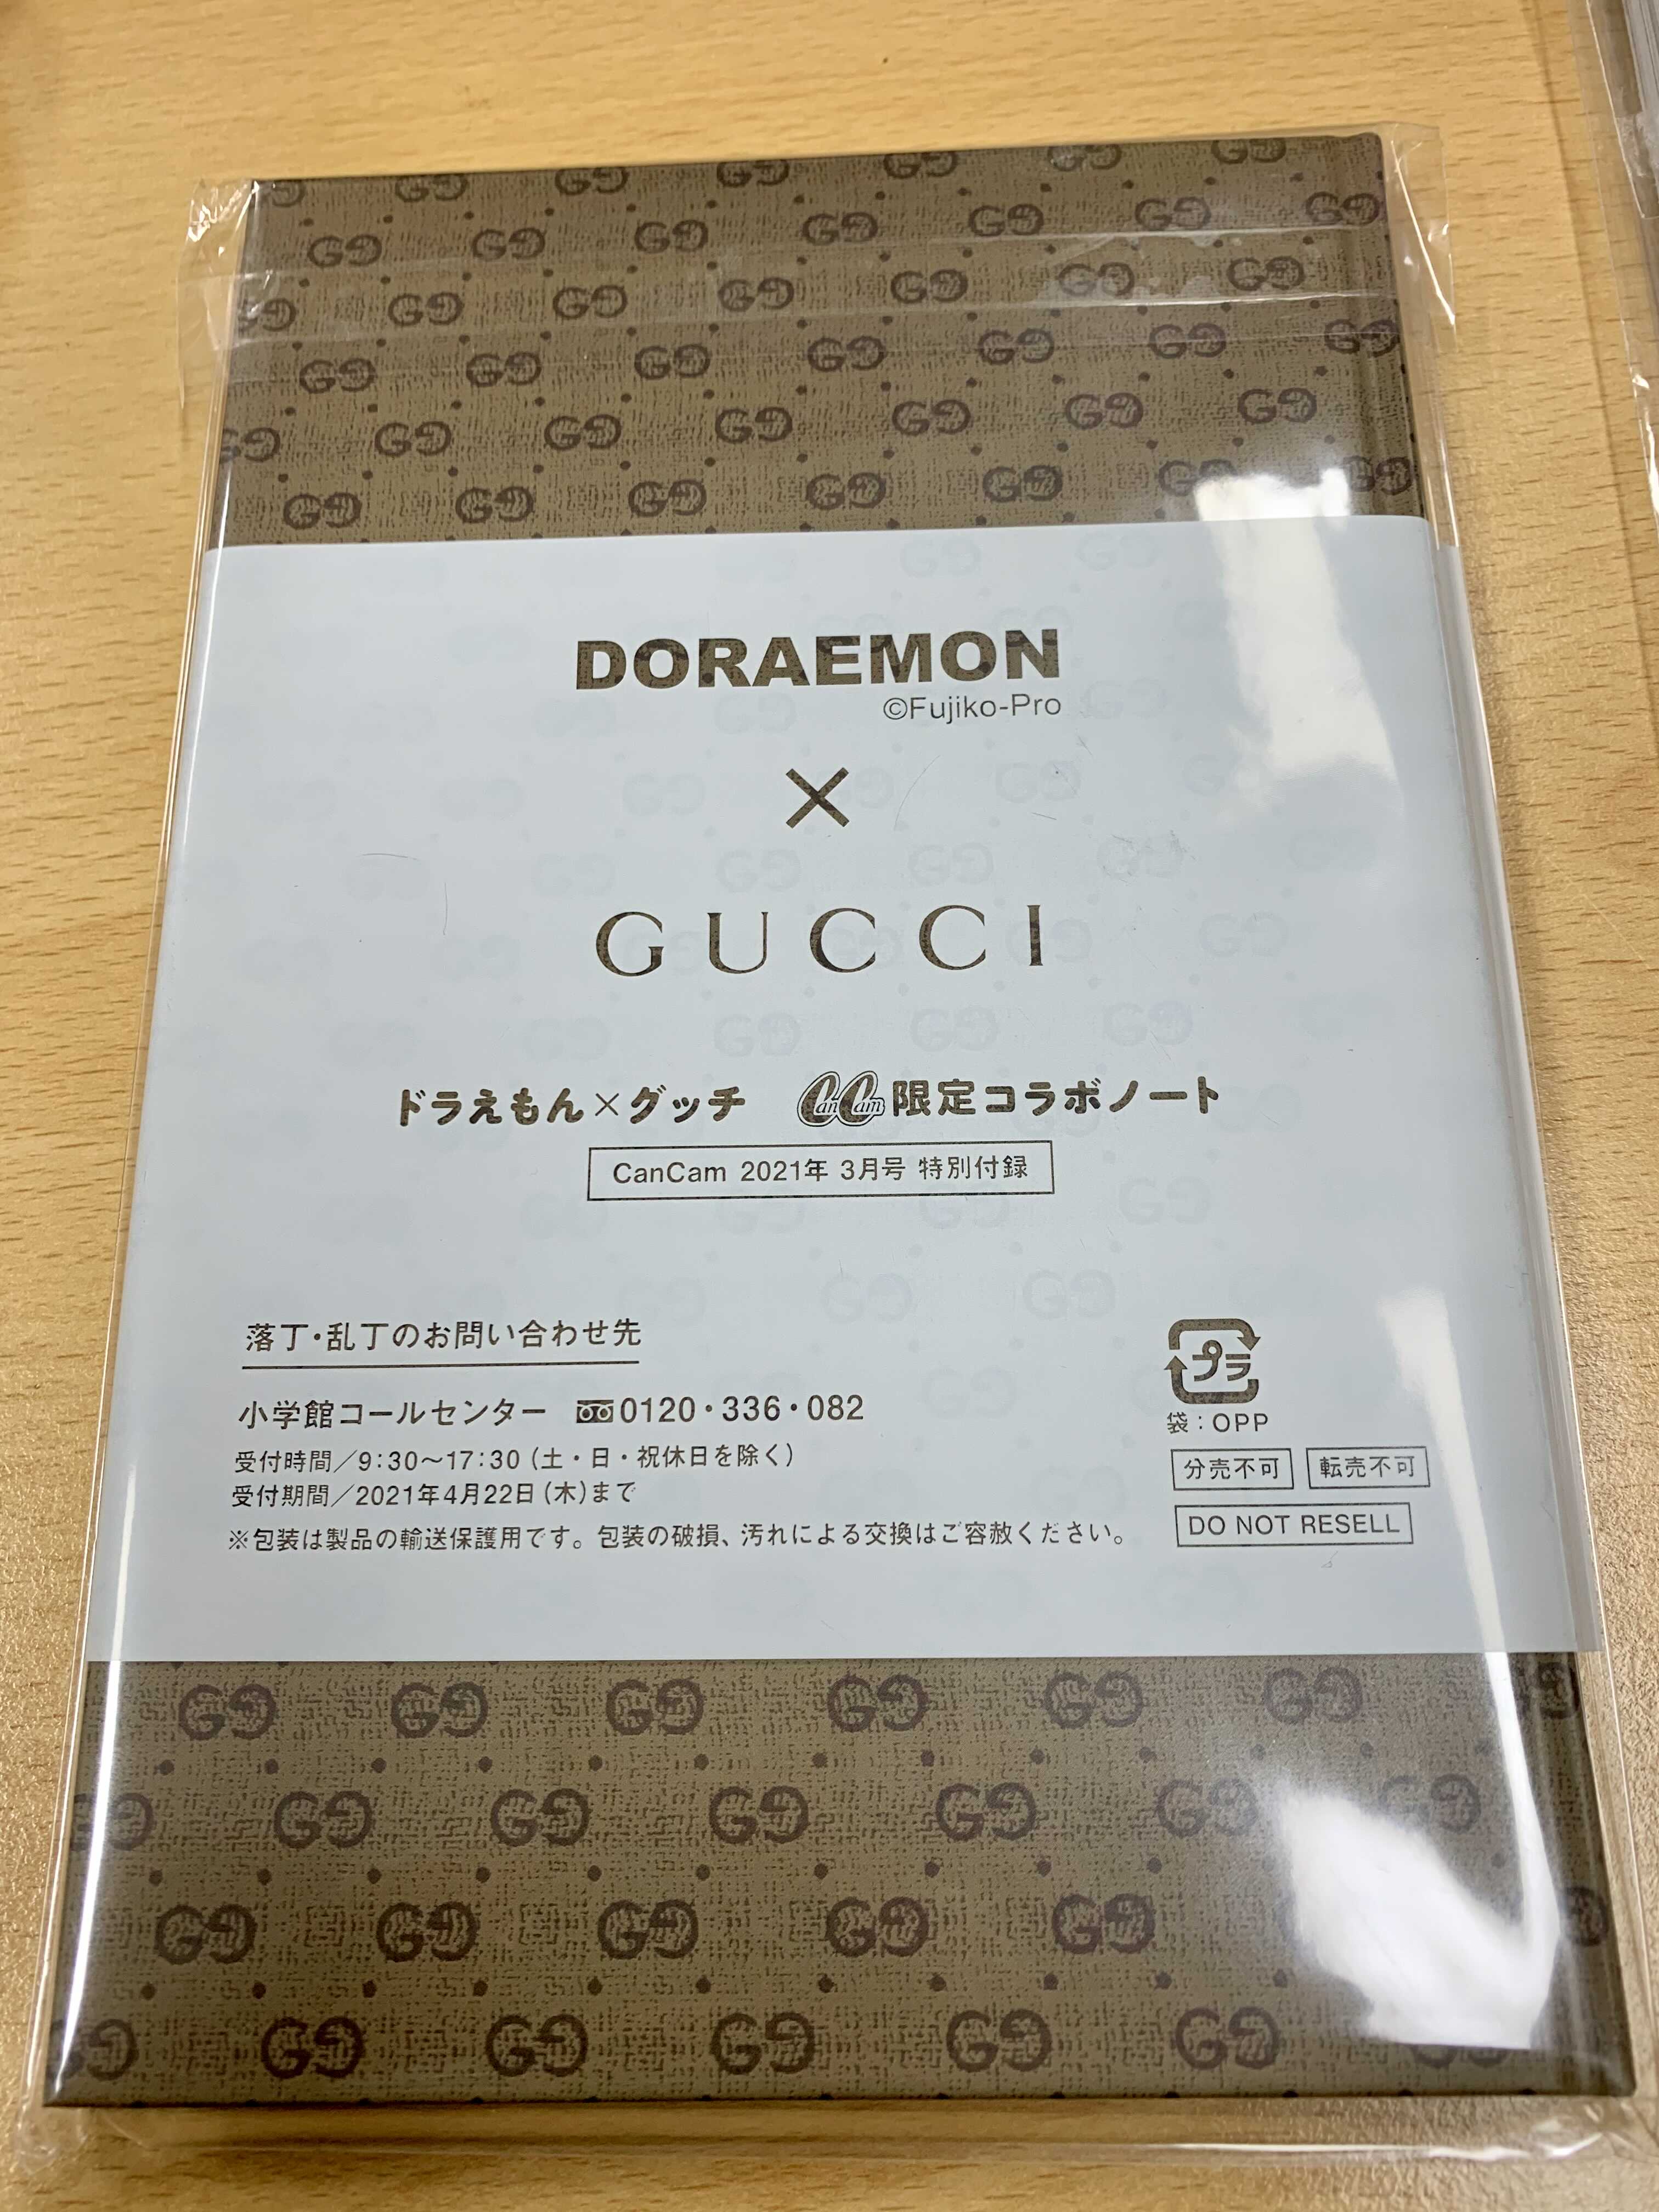 DORAEMON
©Fujiko-Pro
×
GUCCI
ドラえもん×グッチ CanCam 限定コラボノート
CanCam 2021年 3月号 特別付録
落丁・乱丁のお問い合わせ先
小学館コールセンター 0120・336・082
受付時間/9:30〜17:30 (土・日・祝休日を除く)
受付期間/2021年4月22日(木)まで
※包装は製品の輸送保護用です。包装の破損、汚れによる交換はご容赦ください。
プラ
袋:OPP
分売不可 転売不可
DO NOT RESELL